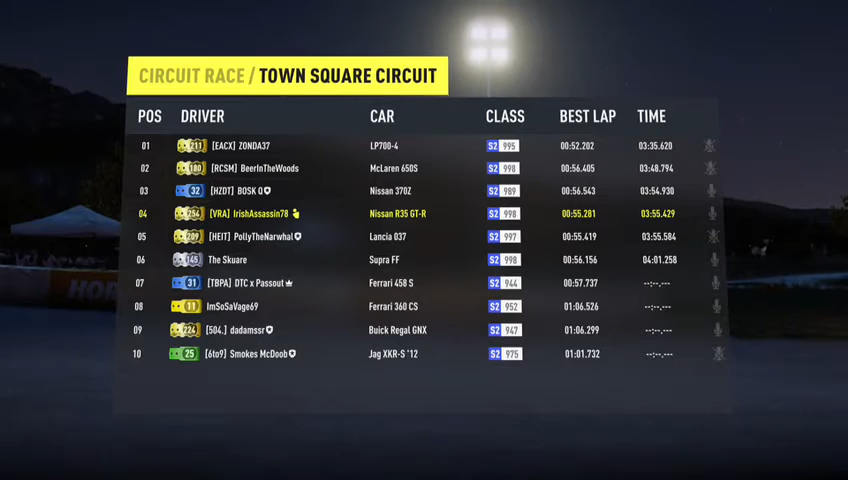 CIRCUIT RACE / TOWN SQUARE CIRCUIT
POS DRIVER CAR CLASS BEST LAP TIME
01 211 [EACX] ZONDA37 LP700-4 S2 995 00:52.202 03:35.620
02 180 [RCSM] BeerInTheWoods McLaren 650S S2 998 00:56.405 03:48.794
03 32 [HZDT] BOSK Q Nissan 370Z S2 989 00:56.543 03:54.930
04 254 [VRA] IrishAssassin78 Nissan R35 GT-R S2 998 00:55.281 03:55.429
05 209 [HEIT] PollyTheNarwhal Lancia 037 S2 997 00:55.419 03:55.584
06 145 The Skuare Supra FF S2 998 00:56.156 04:01.258
07 31 [TBPA] DTC x Passout Ferrari 458 S S2 944 00:57.737 --:--.---
08 11 ImSoSaVage69 Ferrari 360 CS S2 952 01:06.526 --:--.---
09 224 [504.] dadamssr Buick Regal GNX S2 947 01:06.299 --:--.---
10 25 [6to9] Smokes McDoob Jag XKR-S '12 S2 975 01:01.732 --:--.---